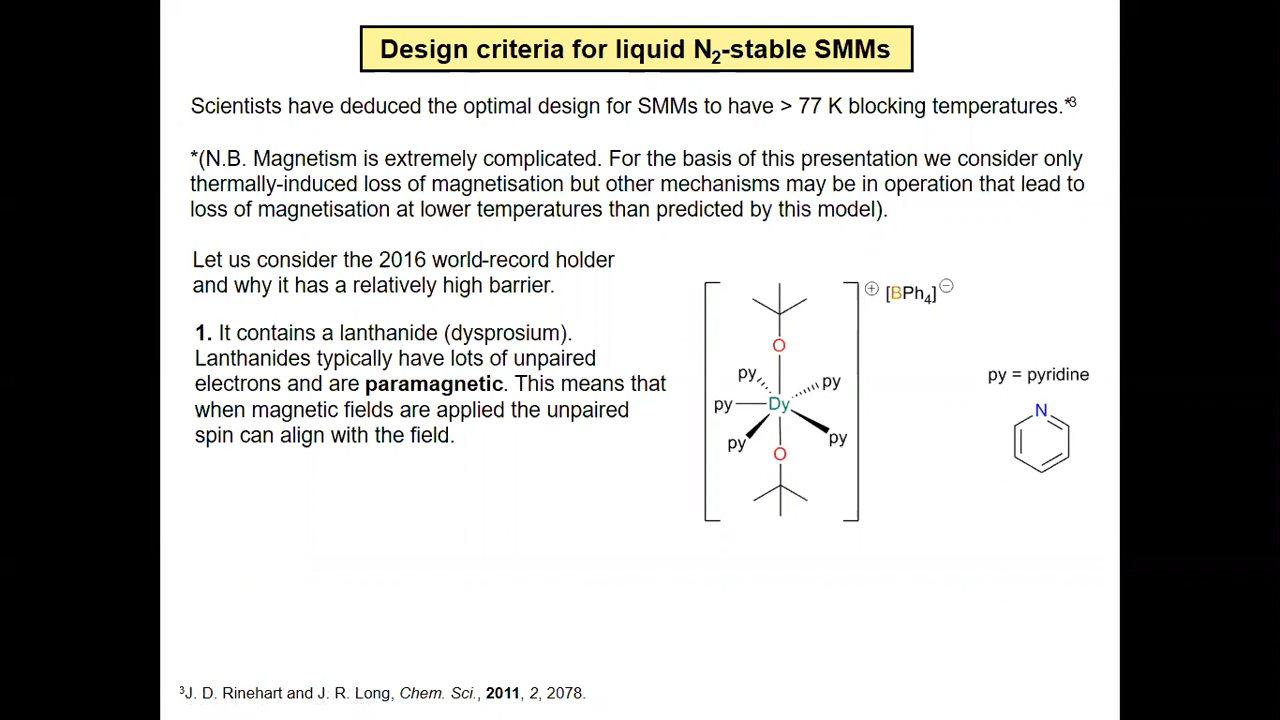 Design criteria for liquid N2-stable SMMs
Scientists have deduced the optimal design for SMMs to have > 77 K blocking temperatures.*3
*(N.B. Magnetism is extremely complicated. For the basis of this presentation we consider only
thermally-induced loss of magnetisation but other mechanisms may be in operation that lead to
loss of magnetisation at lower temperatures than predicted by this model).
Let us consider the 2016 world-record holder
and why it has a relatively high barrier.
1. It contains a lanthanide (dysprosium).
Lanthanides typically have lots of unpaired
electrons and are paramagnetic. This means that
when magnetic fields are applied the unpaired
spin can align with the field.
⊕ [BPh4]⊖
O
py
py
py
Dy
py
py
O
py = pyridine
N
3J. D. Rinehart and J. R. Long, Chem. Sci., 2011, 2, 2078.